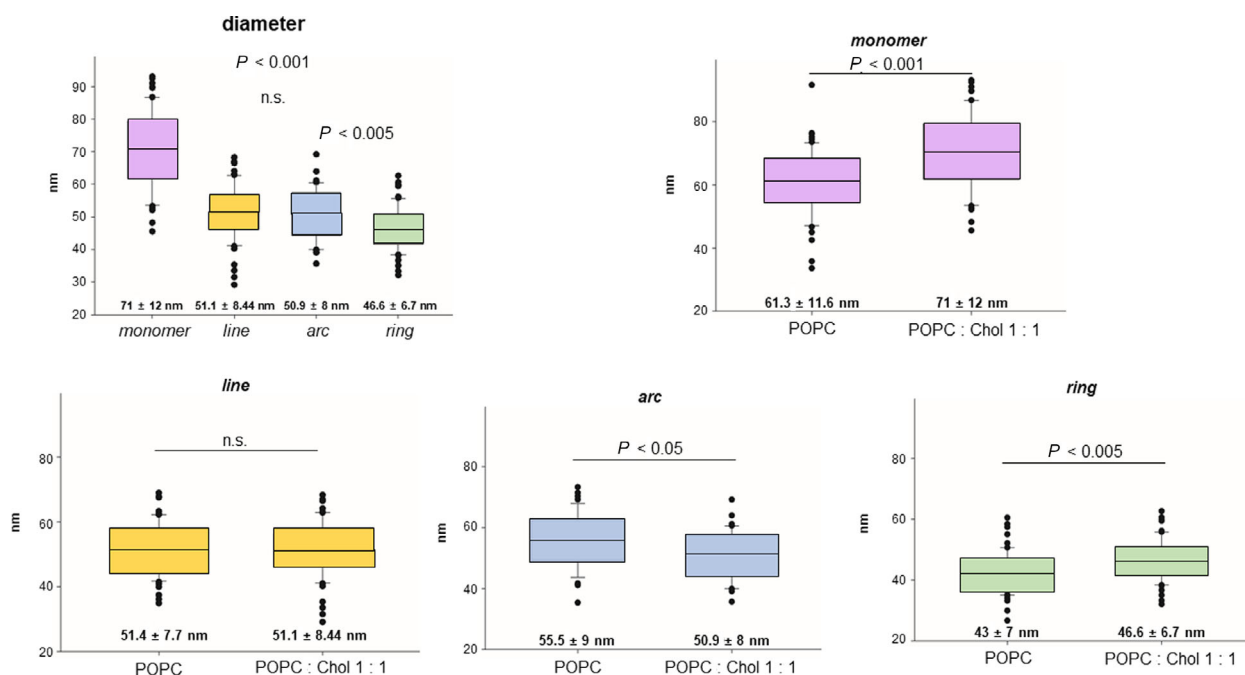 diameter
P < 0.001
n.s.
P < 0.005
90
80
70
60
50
40
30
20
nm
71 ± 12 nm
51.1 ± 8.44 nm
50.9 ± 8 nm
46.6 ± 6.7 nm
monomer
line
arc
ring
monomer
P < 0.001
80
60
40
20
nm
61.3 ± 11.6 nm
71 ± 12 nm
POPC
POPC : Chol 1 : 1
line
n.s.
80
60
40
20
nm
51.4 ± 7.7 nm
51.1 ± 8.44 nm
POPC
POPC : Chol 1 : 1
arc
P < 0.05
80
60
40
20
nm
55.5 ± 9 nm
50.9 ± 8 nm
POPC
POPC : Chol 1 : 1
ring
P < 0.005
80
60
40
20
nm
43 ± 7 nm
46.6 ± 6.7 nm
POPC
POPC : Chol 1 : 1